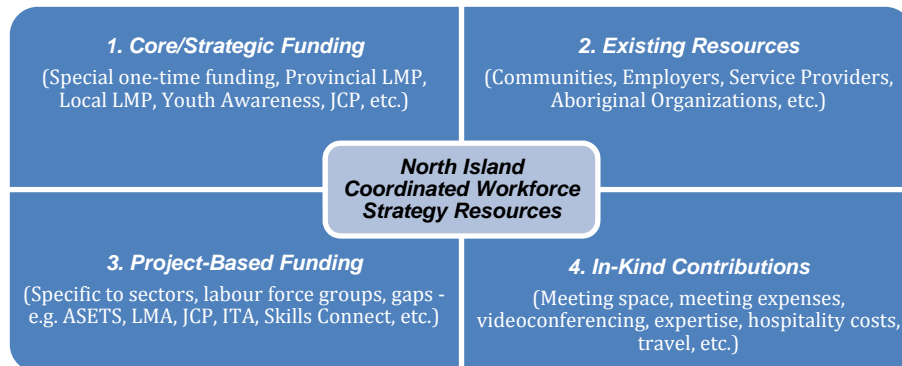 1. Core/Strategic Funding
(Special one-time funding, Provincial LMP,
Local LMP, Youth Awareness, JCP, etc.)
2. Existing Resources
(Communities, Employers, Service Providers,
Aboriginal Organizations, etc.)
North Island
Coordinated Workforce
Strategy Resources
3. Project-Based Funding
(Specific to sectors, labour force groups, gaps -
e.g. ASETS, LMA, JCP, ITA, Skills Connect, etc.)
4. In-Kind Contributions
(Meeting space, meeting expenses,
videoconferencing, expertise, hospitality costs,
travel, etc.)